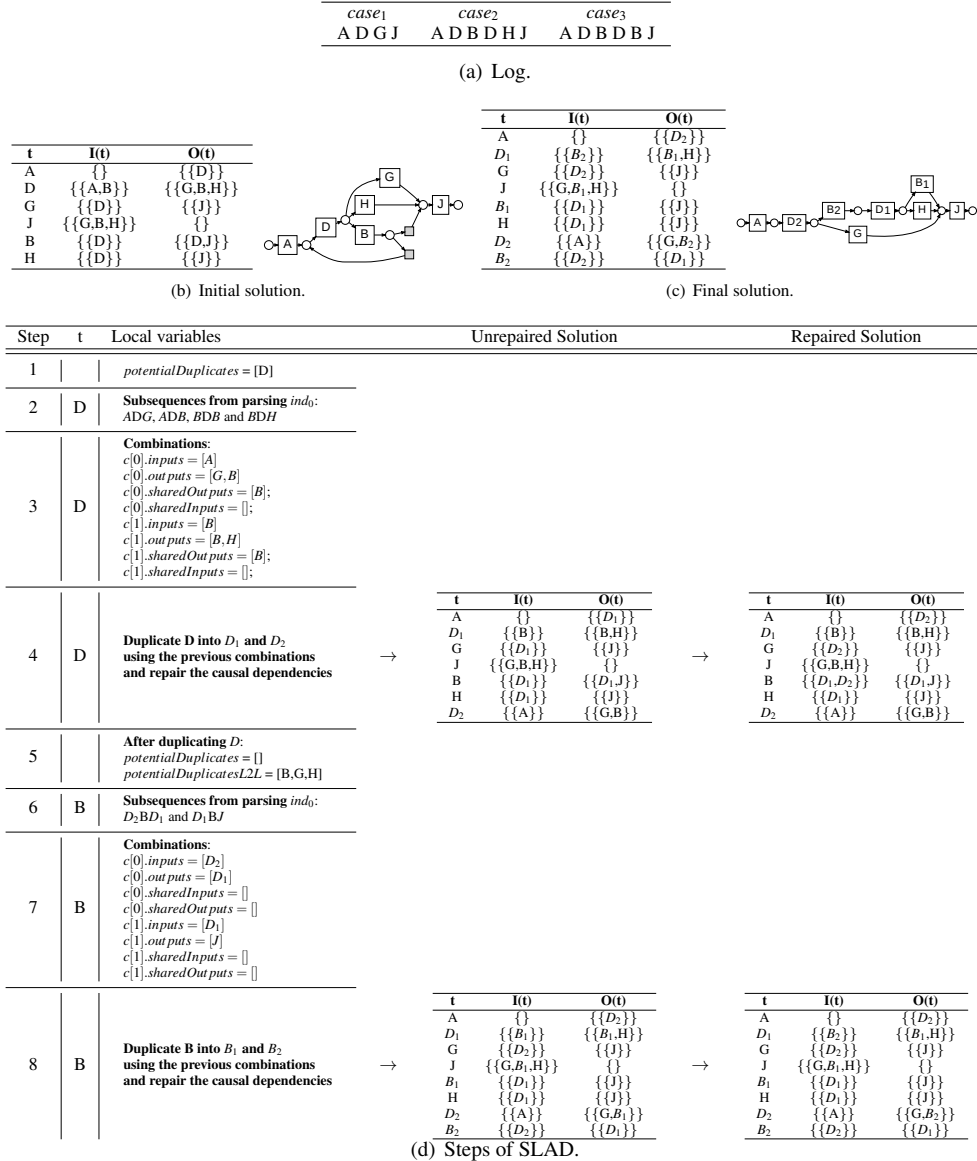 case1 case2 case3
A D G J A D B D H J A D B D B J
(a) Log.
t I(t) O(t)
A {} {{D}}
D {{A,B}} {{G,B,H}}
G {{D}} {{J}}
J {{G,B,H}} {}
B {{D}} {{D,J}}
H {{D}} {{J}}
A D G H B J
(b) Initial solution.
t I(t) O(t)
A {} {{D2}}
D1 {{B2}} {{B1,H}}
G {{D2}} {{J}}
J {{G,B1,H}} {}
B1 {{D1}} {{J}}
H {{D1}} {{J}}
D2 {{A}} {{G,B2}}
B2 {{D2}} {{D1}}
A D2 B2 G D1 B1 H J
(c) Final solution.
Step t Local variables Unrepaired Solution Repaired Solution
1 potentialDuplicates = [D]
2 D Subsequences from parsing ind0:
ADG, ADB, BDB and BDH
3 D Combinations:
c[0].inputs = [A]
c[0].outputs = [G,B]
c[0].sharedOutputs = [B];
c[0].sharedInputs = [];
c[1].inputs = [B]
c[1].outputs = [B,H]
c[1].sharedOutputs = [B];
c[1].sharedInputs = [];
4 D Duplicate D into D1 and D2
using the previous combinations
and repair the causal dependencies
→
t I(t) O(t)
A {} {{D1}}
D1 {{B}} {{B,H}}
G {{D1}} {{J}}
J {{G,B,H}} {}
B {{D1}} {{D1,J}}
H {{D1}} {{J}}
D2 {{A}} {{G,B}}
→
t I(t) O(t)
A {} {{D2}}
D1 {{B}} {{B,H}}
G {{D2}} {{J}}
J {{G,B,H}} {}
B {{D1,D2}} {{D1,J}}
H {{D1}} {{J}}
D2 {{A}} {{G,B}}
5 After duplicating D:
potentialDuplicates = []
potentialDuplicatesL2L = [B,G,H]
6 B Subsequences from parsing ind0:
D2BD1 and D1BJ
7 B Combinations:
c[0].inputs = [D2]
c[0].outputs = [D1]
c[0].sharedInputs = []
c[0].sharedOutputs = []
c[1].inputs = [D1]
c[1].outputs = [J]
c[1].sharedInputs = []
c[1].sharedOutputs = []
8 B Duplicate B into B1 and B2
using the previous combinations
and repair the causal dependencies
→
t I(t) O(t)
A {} {{D2}}
D1 {{B1}} {{B1,H}}
G {{D2}} {{J}}
J {{G,B1,H}} {}
B1 {{D1}} {{J}}
H {{D1}} {{J}}
D2 {{A}} {{G,B1}}
B2 {{D2}} {{D1}}
→
t I(t) O(t)
A {} {{D2}}
D1 {{B2}} {{B1,H}}
G {{D2}} {{J}}
J {{G,B1,H}} {}
B1 {{D1}} {{J}}
H {{D1}} {{J}}
D2 {{A}} {{G,B2}}
B2 {{D2}} {{D1}}
(d) Steps of SLAD.